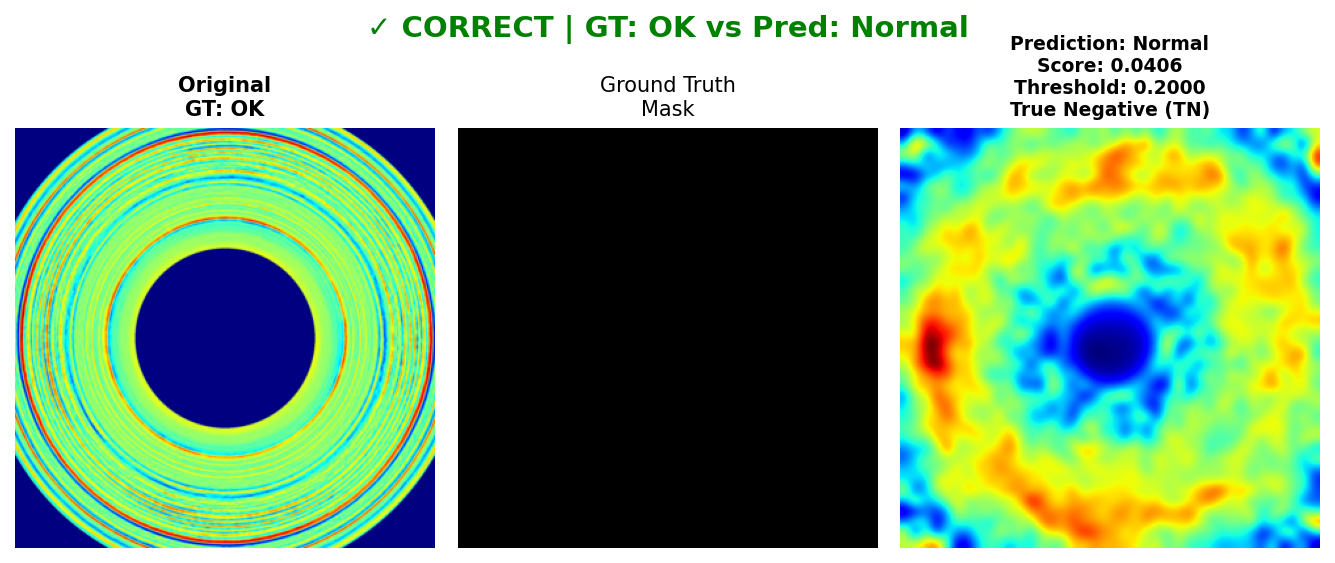 ✓ CORRECT | GT: OK vs Pred: Normal
Original
GT: OK
Ground Truth
Mask
Prediction: Normal
Score: 0.0406
Threshold: 0.2000
True Negative (TN)